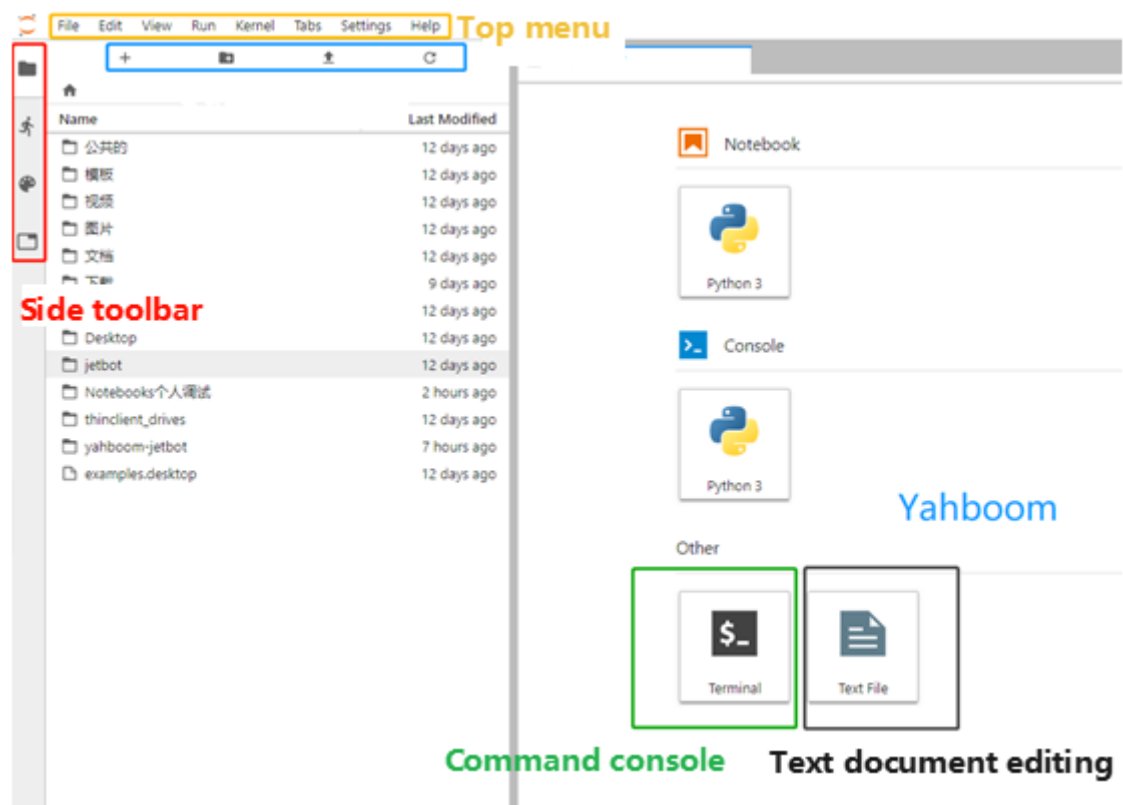 File Edit View Run Kernel Tabs Settings Help Top menu
Name Last Modified
公共的 12 days ago
模板 12 days ago
视频 12 days ago
图片 12 days ago
文档 12 days ago
9 days ago
Side toolbar 12 days ago
Desktop 12 days ago
jetbot 12 days ago
Notebooks个人调试 2 hours ago
thinclient_drives 12 days ago
yahboom-jetbot 7 hours ago
examples.desktop 12 days ago
Notebook
Python 3
Console
Python 3
Yahboom
Other
$_
Terminal Text File
Command console Text document editing